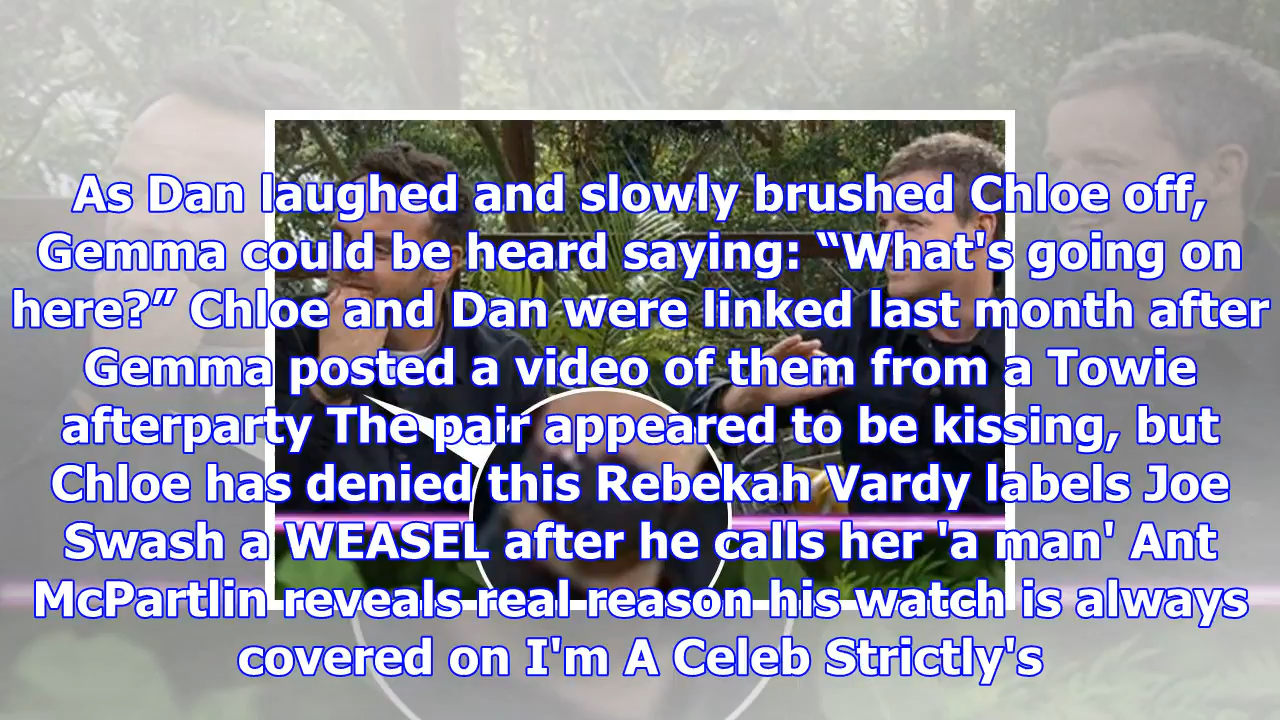 As Dan laughed and slowly brushed Chloe off,
Gemma could be heard saying: “What's going on
here?” Chloe and Dan were linked last month after
Gemma posted a video of them from a Towie
afterparty The pair appeared to be kissing, but
Chloe has denied this Rebekah Vardy labels Joe
Swash a WEASEL after he calls her 'a man' Ant
McPartlin reveals real reason his watch is always
covered on I'm A Celeb Strictly's